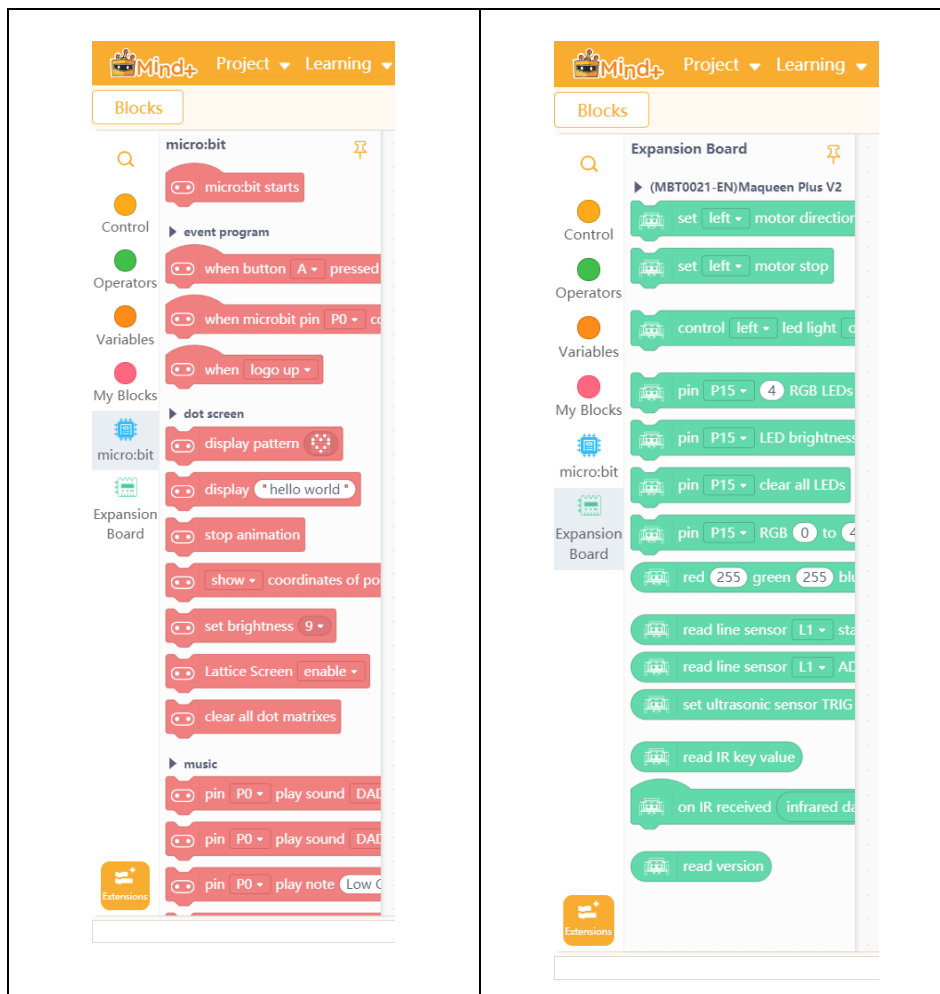 Mind+ Project Learning
Blocks
micro:bit
micro:bit starts
Control
event program
when button A pressed
Operators
when microbit pin P0 co
Variables
when logo up
My Blocks
dot screen
display pattern
micro:bit
display "hello world"
Expansion
Board
stop animation
show coordinates of po
set brightness 9
Lattice Screen enable
clear all dot matrixes
music
pin P0 play sound DAD
pin P0 play sound DAD
pin P0 play note Low
Extensions
Mind+ Project Learning
Blocks
Expansion Board
(MBT0021-EN)Maqueen Plus V2
set left motor direction
Control
set left motor stop
Operators
control left led light
Variables
pin P15 4 RGB LEDs
My Blocks
pin P15 LED brightness
micro:bit
pin P15 clear all LEDs
Expansion
Board
pin P15 RGB 0 to 4
red 255 green 255 blu
read line sensor L1 sta
read line sensor L1 AD
set ultrasonic sensor TRIG
read IR key value
on IR received infrared da
read version
Extensions